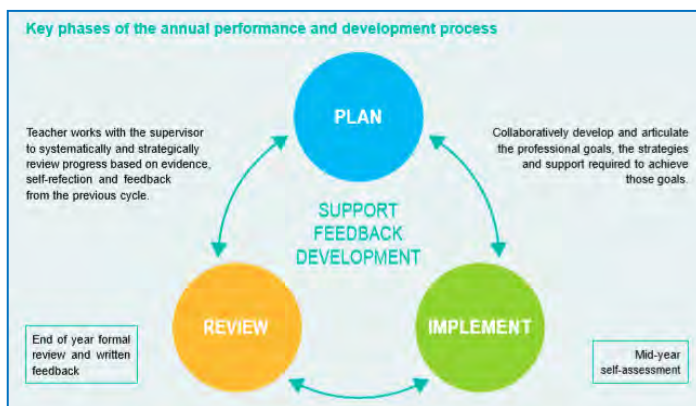 Key phases of the annual performance and development process
PLAN
Teacher works with the supervisor
to systematically and strategically
review progress based on evidence,
self-refection and feedback
from the previous cycle.
Collaboratively develop and articulate
the professional goals, the strategies
and support required to achieve
those goals.
SUPPORT
FEEDBACK
DEVELOPMENT
REVIEW
IMPLEMENT
End of year formal
review and written
feedback
Mid-year
self-assessment